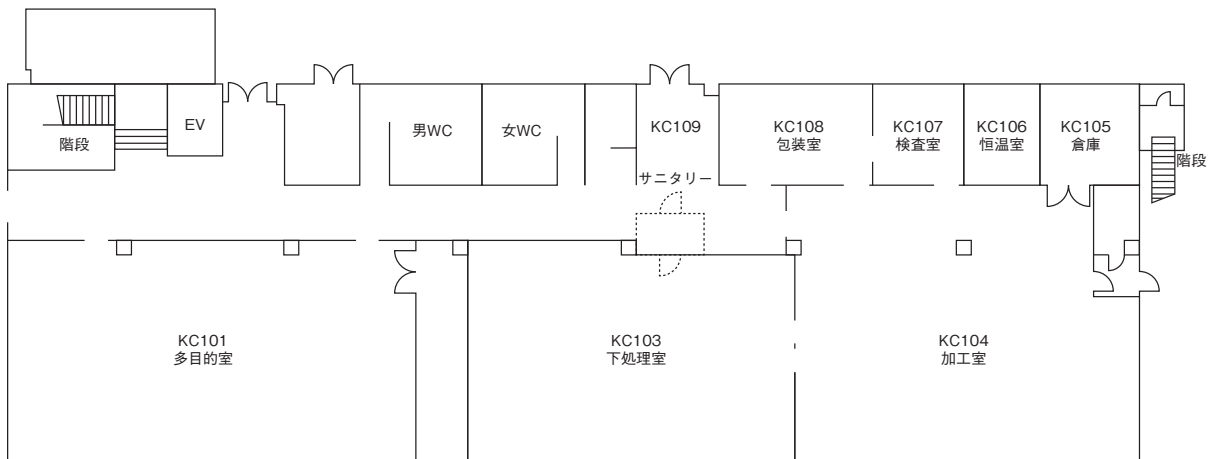 階段
EV
男WC
女WC
KC109
KC108
包装室
KC107
検査室
KC106
恒温室
KC105
倉庫
階段
サニタリー
KC101
多目的室
KC103
下処理室
KC104
加工室